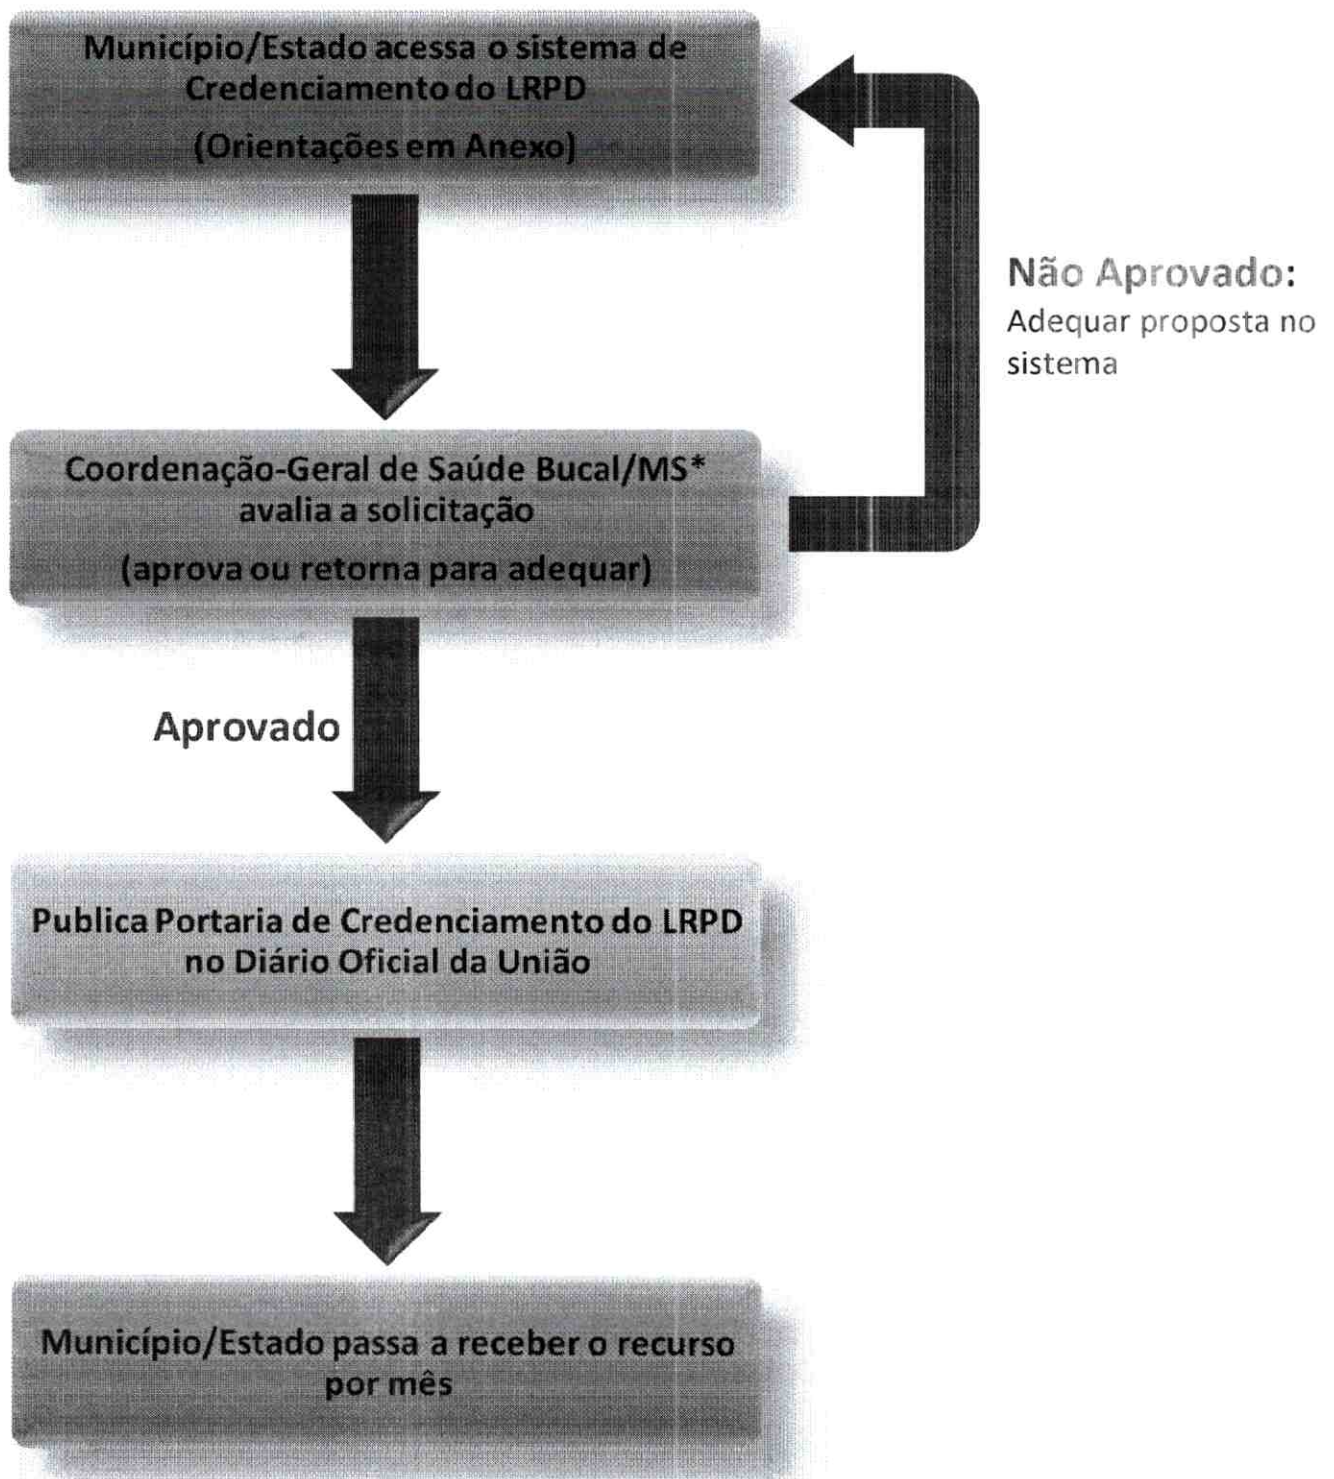 Município/Estado acessa o sistema de
Credenciamento do LRPD
(Orientações em Anexo)
Não Aprovado:
Adequar proposta no
sistema
Coordenação-Geral de Saúde Bucal/MS*
avalia a solicitação
(aprova ou retorna para adequar)
Aprovado
Publica Portaria de Credenciamento do LRPD
no Diário Oficial da União
Município/Estado passa a receber o recurso
por mês